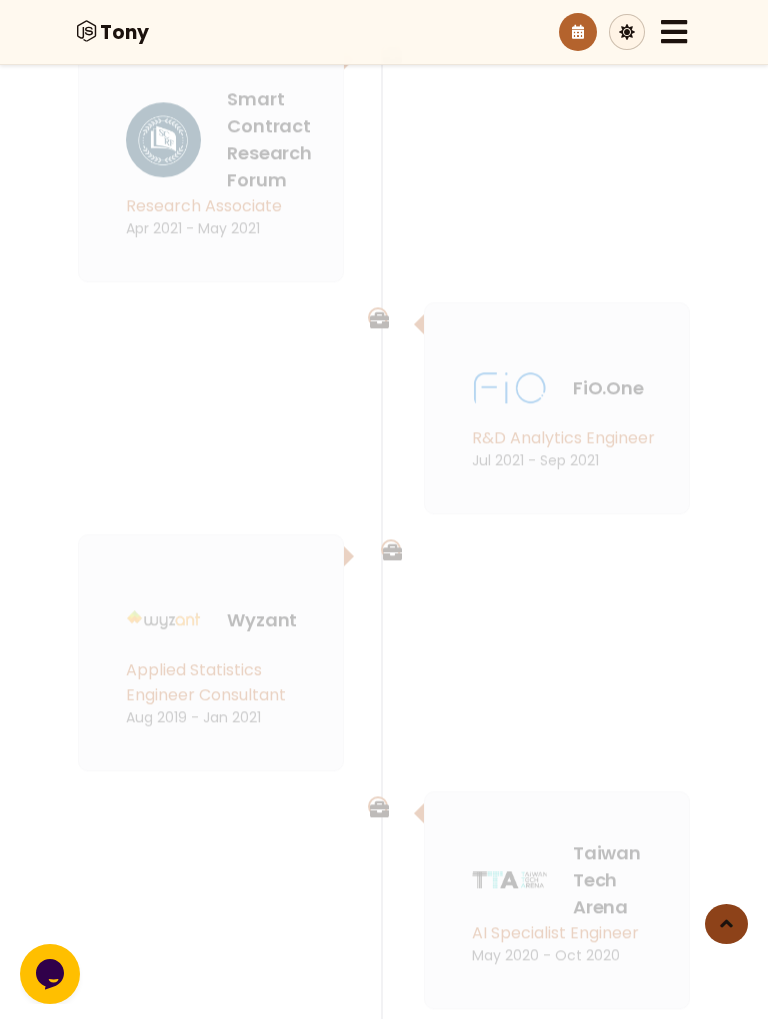 Tony
Smart
Contract
Research
Forum
Research Associate
Apr 2021 - May 2021
FiO
FiO.One
R&D Analytics Engineer
Jul 2021 - Sep 2021
wyzant
Wyzant
Applied Statistics
Engineer Consultant
Aug 2019 - Jan 2021
Taiwan
Tech
Arena
TTA TAIWAN
TECH
ARENA
AI Specialist Engineer
May 2020 - Oct 2020